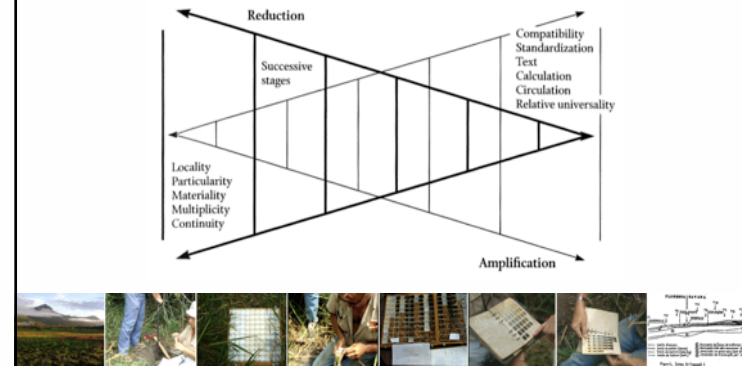 Reduction
Compatibility
Standardization
Text
Calculation
Circulation
Relative universality
Successive
stages
Locality
Particularity
Materiality
Multiplicity
Continuity
Amplification